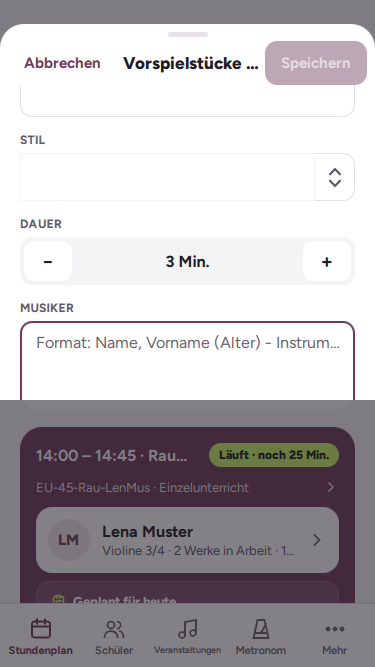 Abbrechen
Vorspielstücke ...
Speichern
STIL
DAUER
−
3 Min.
+
MUSIKER
Format: Name, Vorname (Alter) - Instrum...
14:00 – 14:45 · Rau...
Läuft · noch 25 Min.
EU-45-Rau-LenMus · Einzelunterricht
LM
Lena Muster
Violine 3/4 · 2 Werke in Arbeit · 1...
Geplant für heute
Stundenplan
Schüler
Veranstaltungen
Metronom
Mehr